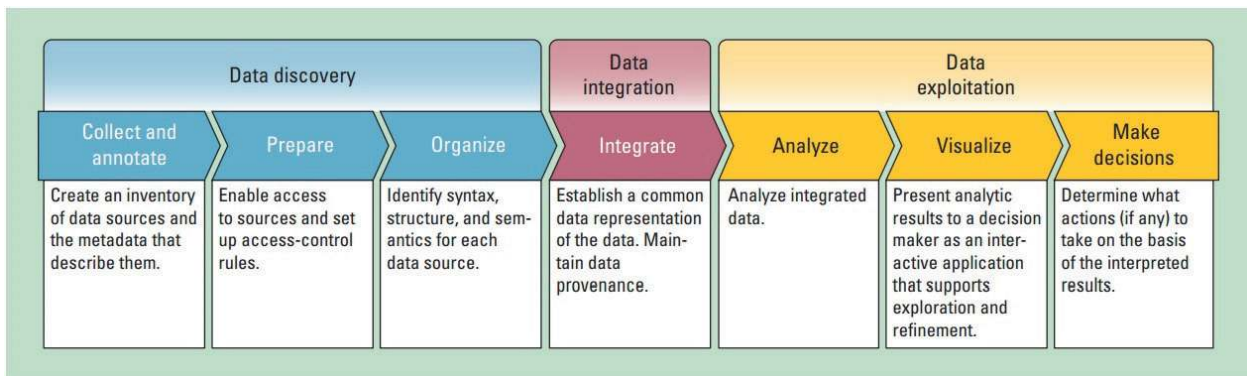 Data discovery
Data
integration
Data
exploitation
Collect and
annotate
Prepare
Organize
Integrate
Analyze
Visualize
Make
decisions
Create an inventory
of data sources and
the metadata that
describe them.
Enable access
to sources and set
up access-control
rules.
Identify syntax,
structure, and sem-
antics for each
data source.
Establish a common
data representation
of the data. Main-
tain data
provenance.
Analyze integrated
data.
Present analytic
results to a decision
maker as an inter-
active application
that supports
exploration and
refinement.
Determine what
actions (if any) to
take on the basis
of the interpreted
results.